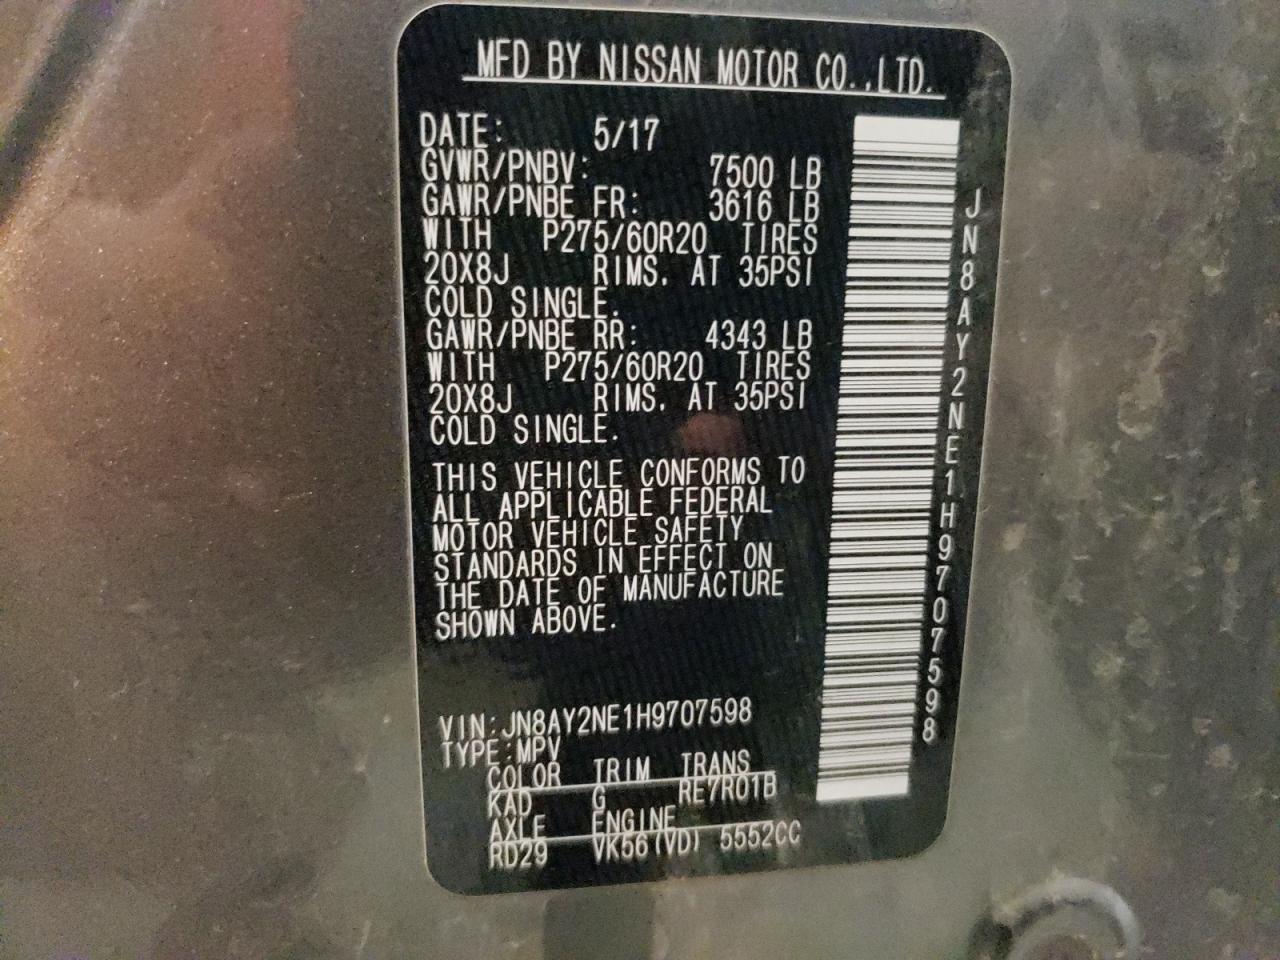 MFD BY NISSAN MOTOR CO.,LTD.
DATE: 5/17
GVWR/PNBV: 7500 LB
GAWR/PNBE FR: 3616 LB
WITH P275/60R20 TIRES
20X8J RIMS. AT 35PSI
COLD SINGLE.
GAWR/PNBE RR: 4343 LB
WITH P275/60R20 TIRES
20X8J RIMS. AT 35PSI
COLD SINGLE.
THIS VEHICLE CONFORMS TO
ALL APPLICABLE FEDERAL
MOTOR VEHICLE SAFETY
STANDARDS IN EFFECT ON
THE DATE OF MANUFACTURE
SHOWN ABOVE.
VIN:JN8AY2NE1H9707598
TYPE:MPV
COLOR TRIM TRANS
KAD G RE7R01B
AXLE ENGINE
RD29 VK56(VD) 5552CC
JN8AY2NE1H9707598